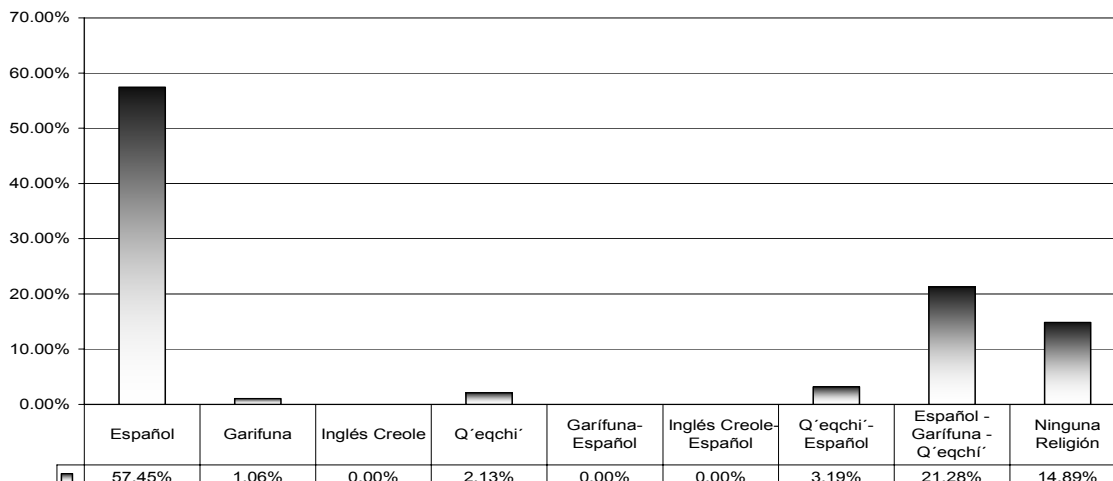 70.00%
60.00%
50.00%
40.00%
30.00%
20.00%
10.00%
0.00%
Español
Garifuna
Inglés Creole
Q´eqchi´
Garífuna-
Español
Inglés Creole-
Español
Q´eqchi´-
Español
Español -
Garífuna -
Q´eqchí´
Ninguna
Religión
57.45% 1.06% 0.00% 2.13% 0.00% 0.00% 3.19% 21.28% 14.89%